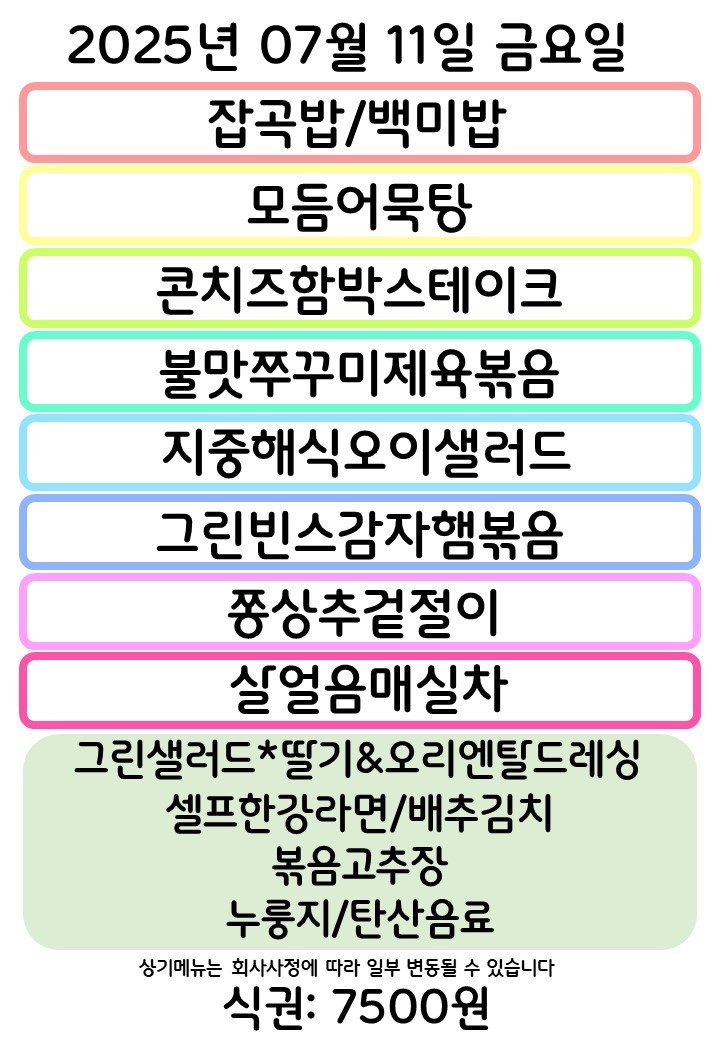 2025년 07월 11일 금요일
잡곡밥/백미밥
모듬어묵탕
콘치즈함박스테이크
불맛쭈꾸미제육볶음
지중해식오이샐러드
그린빈스감자햄볶음
쫑상추겉절이
살얼음매실차
그린샐러드*딸기&오리엔탈드레싱
셀프한강라면/배추김치
볶음고추장
누룽지/탄산음료
상기메뉴는 회사사정에 따라 일부 변동될 수 있습니다
식권: 7500원